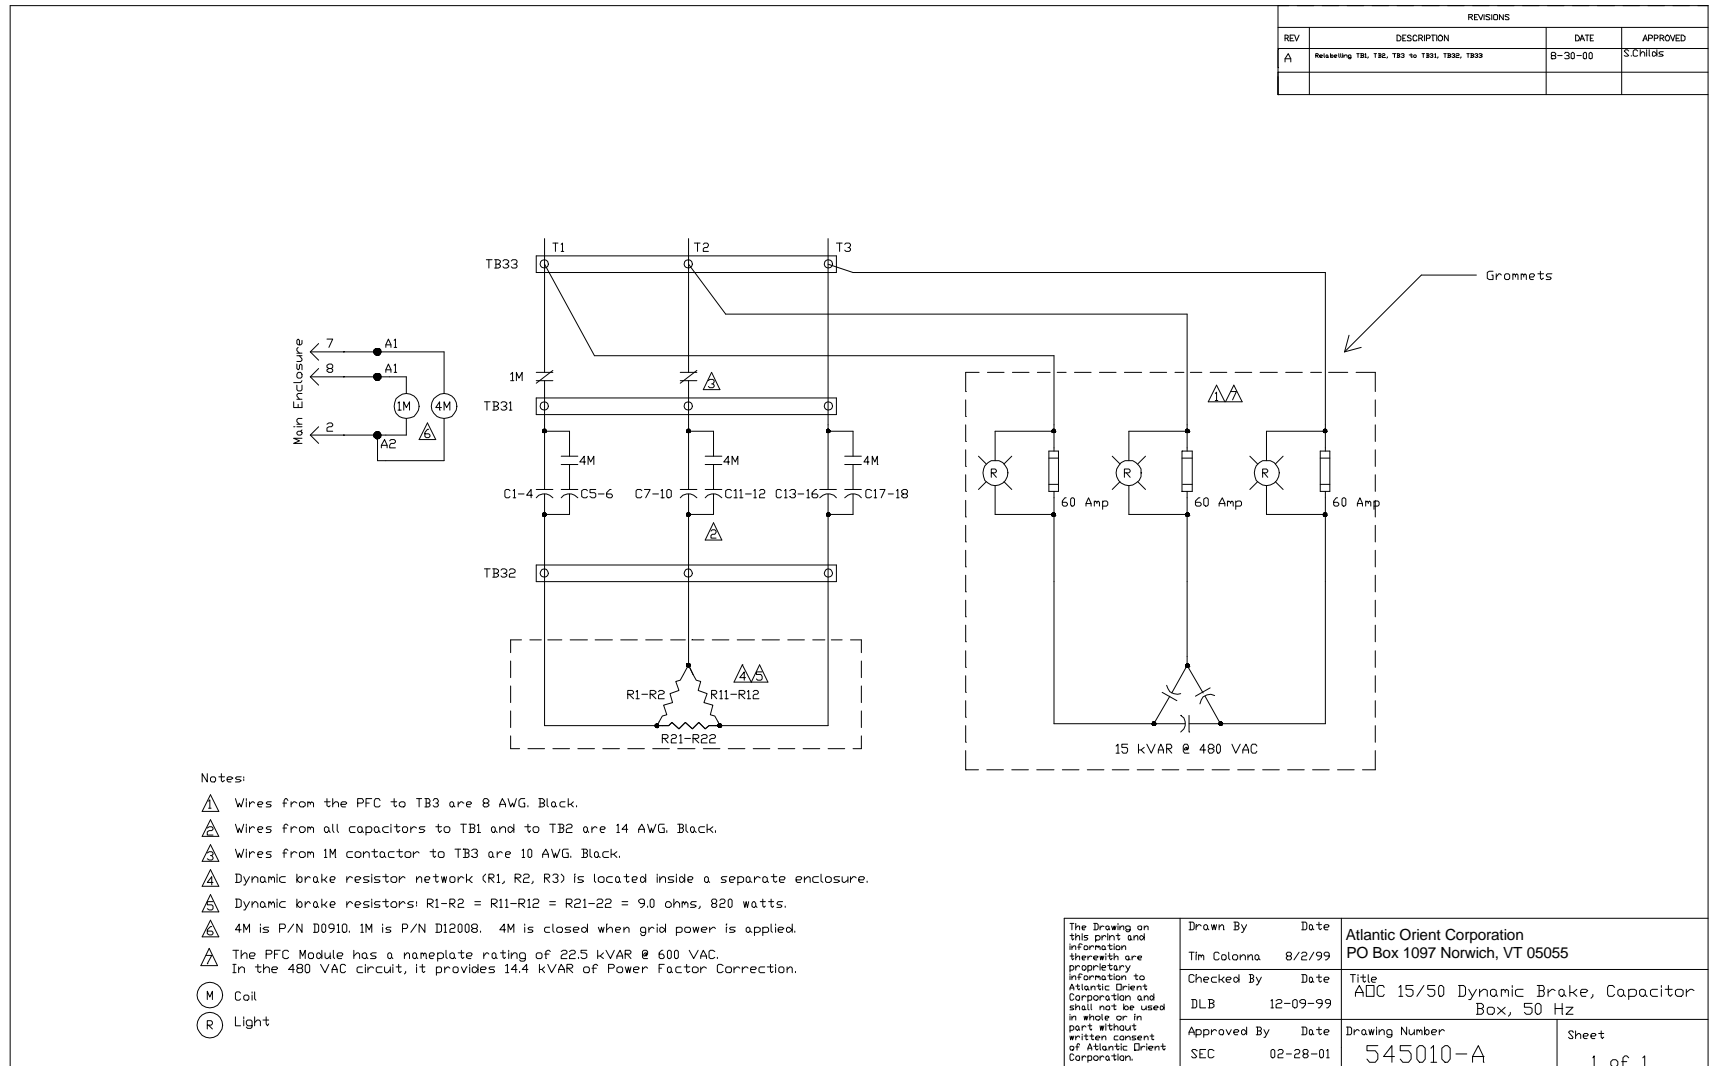 REVISIONS
REV DESCRIPTION DATE APPROVED
A Relabelling TB1, TB2, TB3 to TB31, TB32, TB33 8-30-00 S.Childs
T1 T2 T3
TB33
Grommets
Main Enclosure
7 A1
8 A1
2 A2
1M 4M
6
1M
3
TB31
1 7
4M 4M 4M
R R R
C1-4 C5-6 C7-10 C11-12 C13-16 C17-18
60 Amp 60 Amp 60 Amp
2
TB32
4 5
R1-R2 R11-R12
R21-R22
15 kVAR @ 480 VAC
Notes:
1 Wires from the PFC to TB3 are 8 AWG. Black.
2 Wires from all capacitors to TB1 and to TB2 are 14 AWG. Black.
3 Wires from 1M contactor to TB3 are 10 AWG. Black.
4 Dynamic brake resistor network (R1, R2, R3) is located inside a separate enclosure.
5 Dynamic brake resistors: R1-R2 = R11-R12 = R21-22 = 9.0 ohms, 820 watts.
6 4M is P/N D0910. 1M is P/N D12008. 4M is closed when grid power is applied.
7 The PFC Module has a nameplate rating of 22.5 kVAR @ 600 VAC.
In the 480 VAC circuit, it provides 14.4 kVAR of Power Factor Correction.
M Coil
R Light
The Drawing on
this print and
information
therewith are
proprietary
information to
Atlantic Orient
Corporation and
shall not be used
in whole or in
part without
written consent
of Atlantic Orient
Corporation.
Drawn By Date
Tim Colonna 8/2/99
Checked By Date
DLB 12-09-99
Approved By Date
SEC 02-28-01
Atlantic Orient Corporation
PO Box 1097 Norwich, VT 05055
Title
AOC 15/50 Dynamic Brake, Capacitor
Box, 50 Hz
Drawing Number
545010-A
Sheet
1 of 1